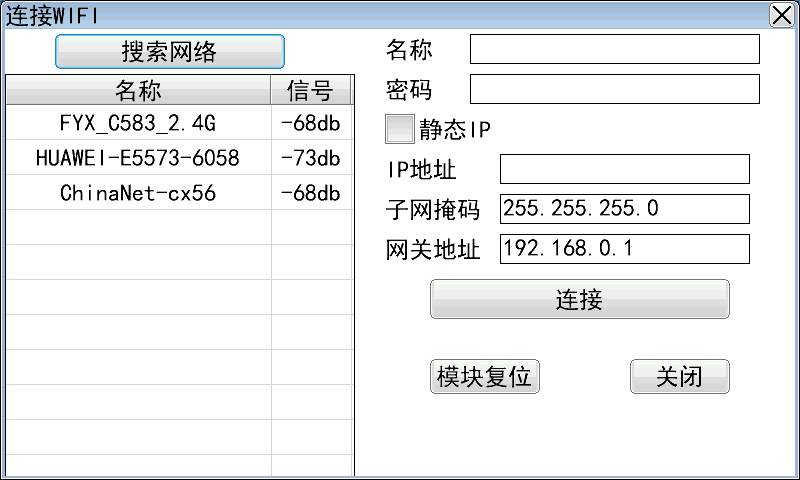 连接WIFI
搜索网络
名称 信号
FYX_C583_2.4G -68db
HUAWEI-E5573-6058 -73db
ChinaNet-cx56 -68db
名称
密码
静态IP
IP地址
子网掩码 255.255.255.0
网关地址 192.168.0.1
连接
模块复位 关闭